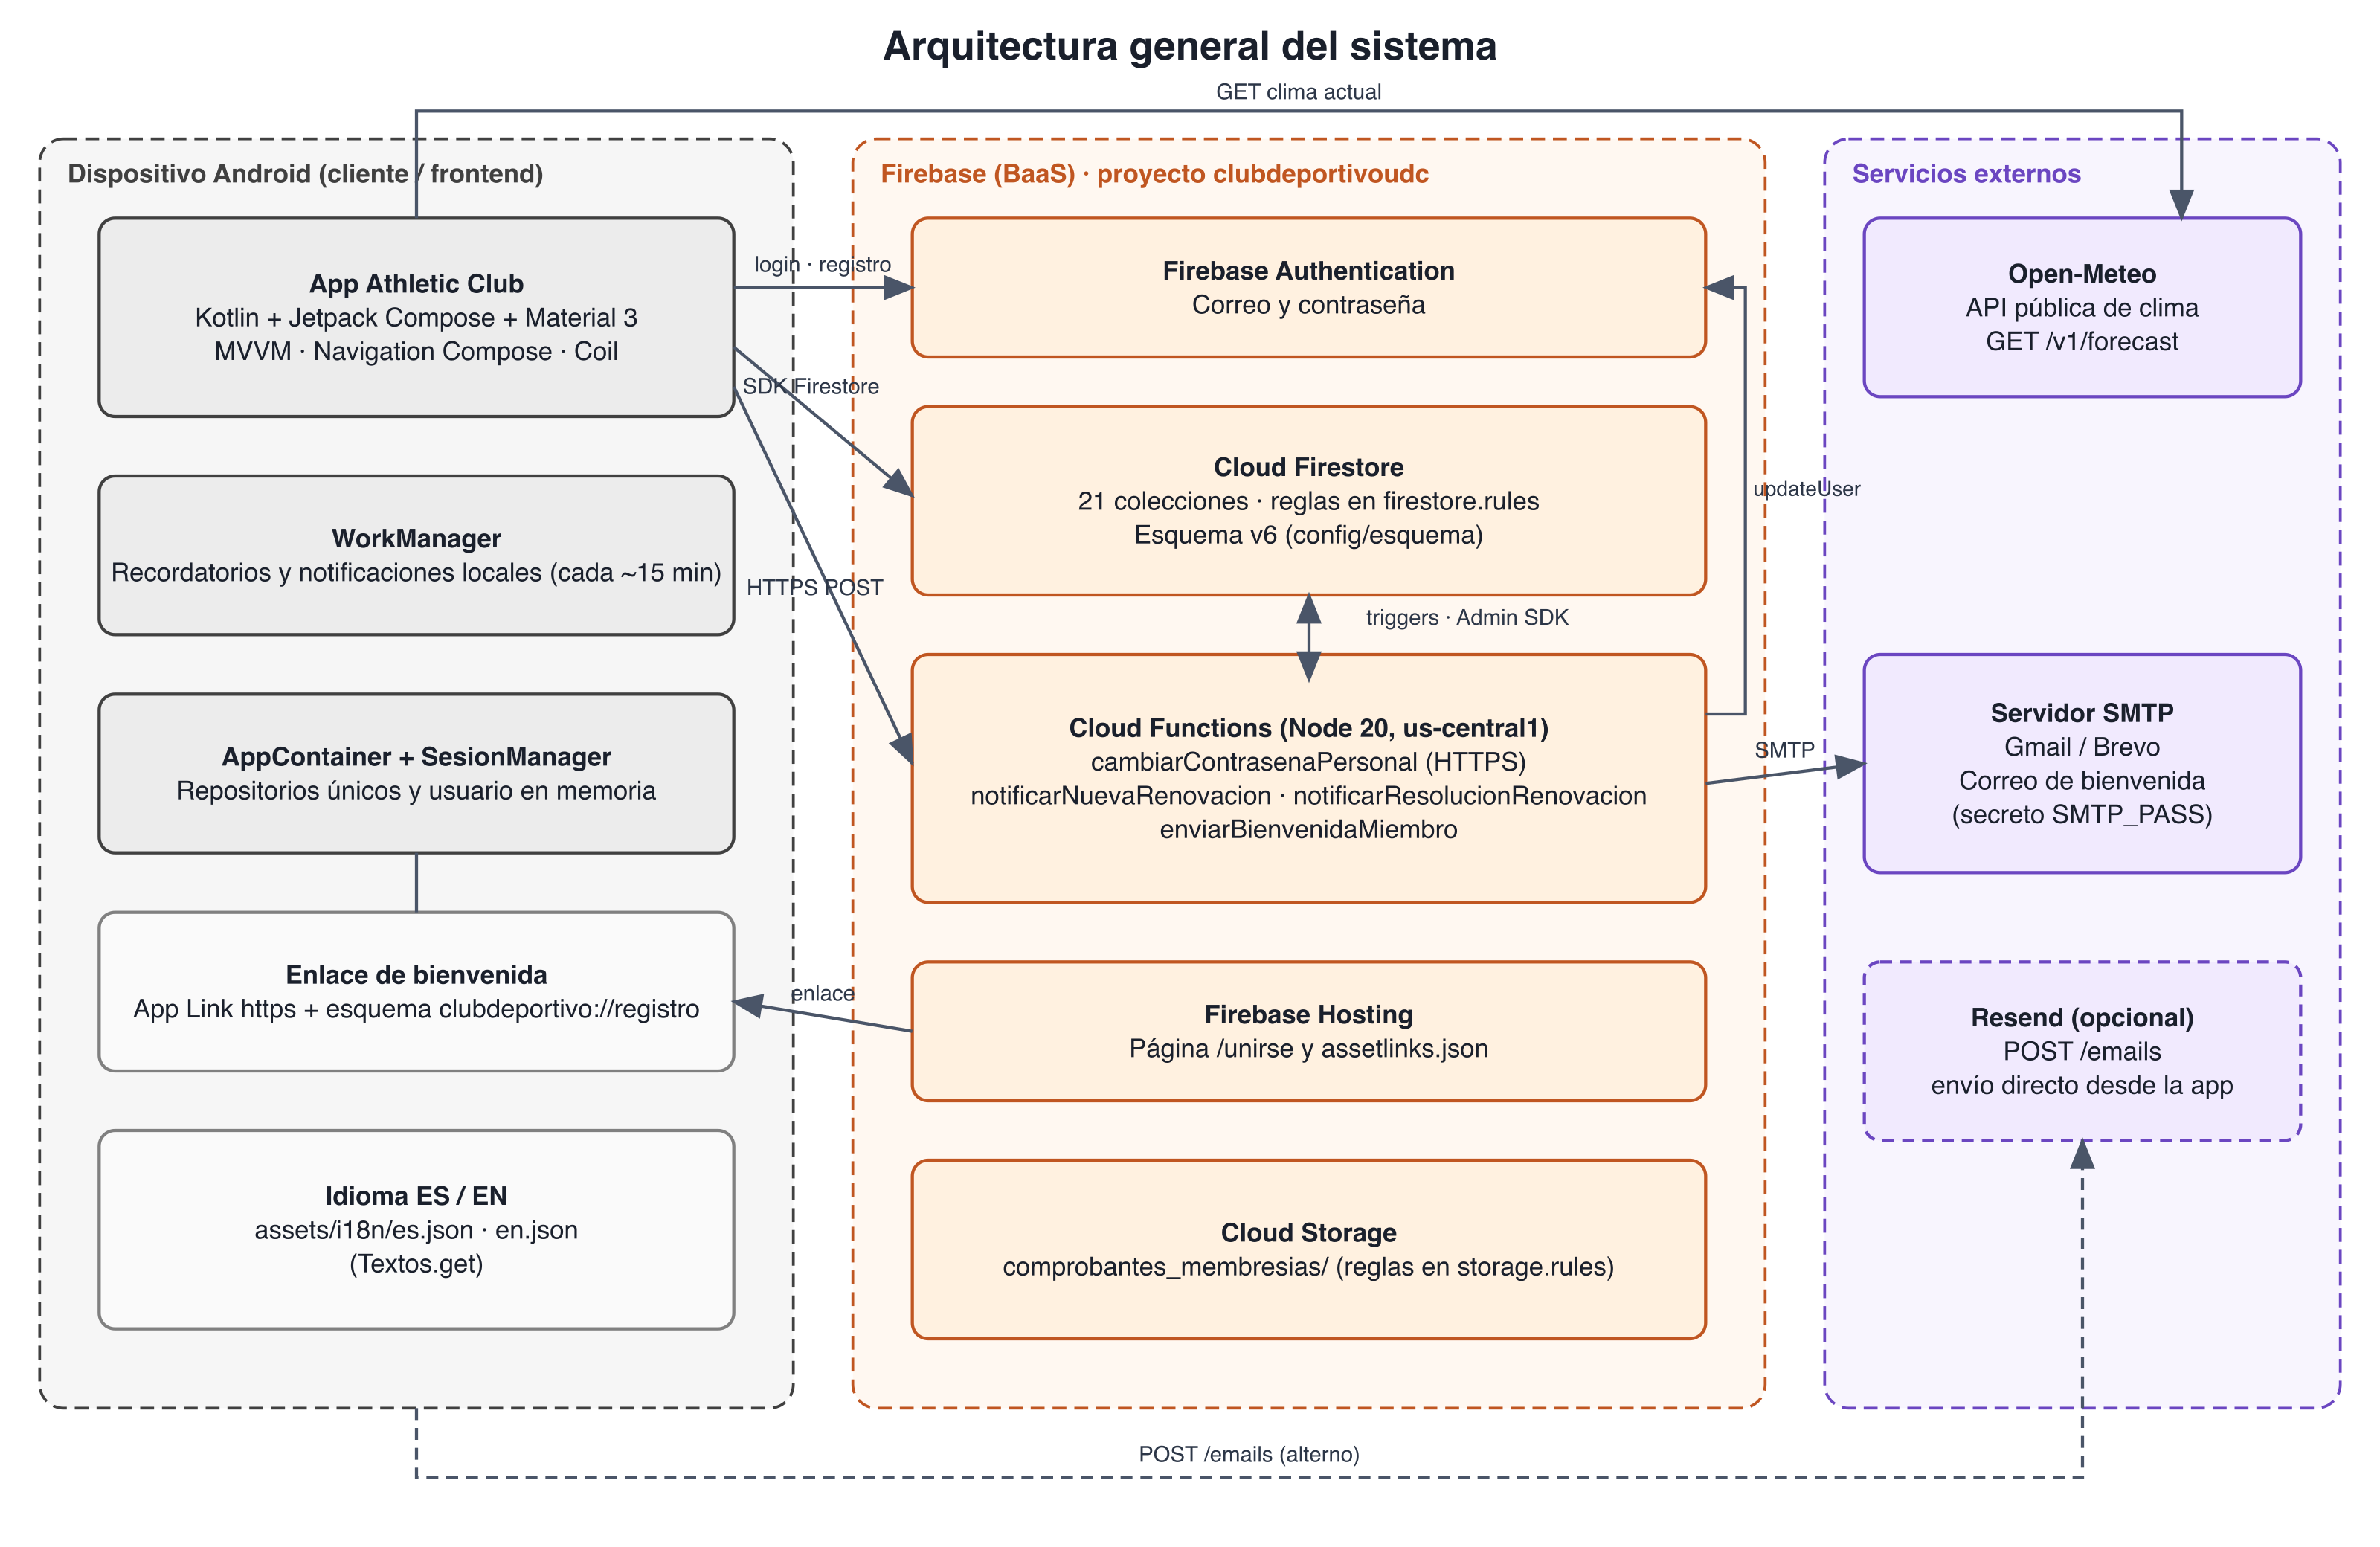 Arquitectura general del sistema
GET clima actual
Dispositivo Android (cliente / frontend)
App Athletic Club
Kotlin + Jetpack Compose + Material 3
MVVM · Navigation Compose · Coil
WorkManager
Recordatorios y notificaciones locales (cada ~15 min)
AppContainer + SesionManager
Repositorios únicos y usuario en memoria
Enlace de bienvenida
App Link https + esquema clubdeportivo://registro
Idioma ES / EN
assets/i18n/es.json · en.json
(Textos.get)
login · registro
SDK Firestore
HTTPS POST
enlace
Firebase (BaaS) · proyecto clubdeportivoudc
Firebase Authentication
Correo y contraseña
Cloud Firestore
21 colecciones · reglas en firestore.rules
Esquema v6 (config/esquema)
triggers · Admin SDK
Cloud Functions (Node 20, us-central1)
cambiarContrasenaPersonal (HTTPS)
notificarNuevaRenovacion · notificarResolucionRenovacion
enviarBienvenidaMiembro
Firebase Hosting
Página /unirse y assetlinks.json
Cloud Storage
comprobantes_membresias/ (reglas en storage.rules)
updateUser
SMTP
Servicios externos
Open-Meteo
API pública de clima
GET /v1/forecast
Servidor SMTP
Gmail / Brevo
Correo de bienvenida
(secreto SMTP_PASS)
Resend (opcional)
POST /emails
envío directo desde la app
POST /emails (alterno)